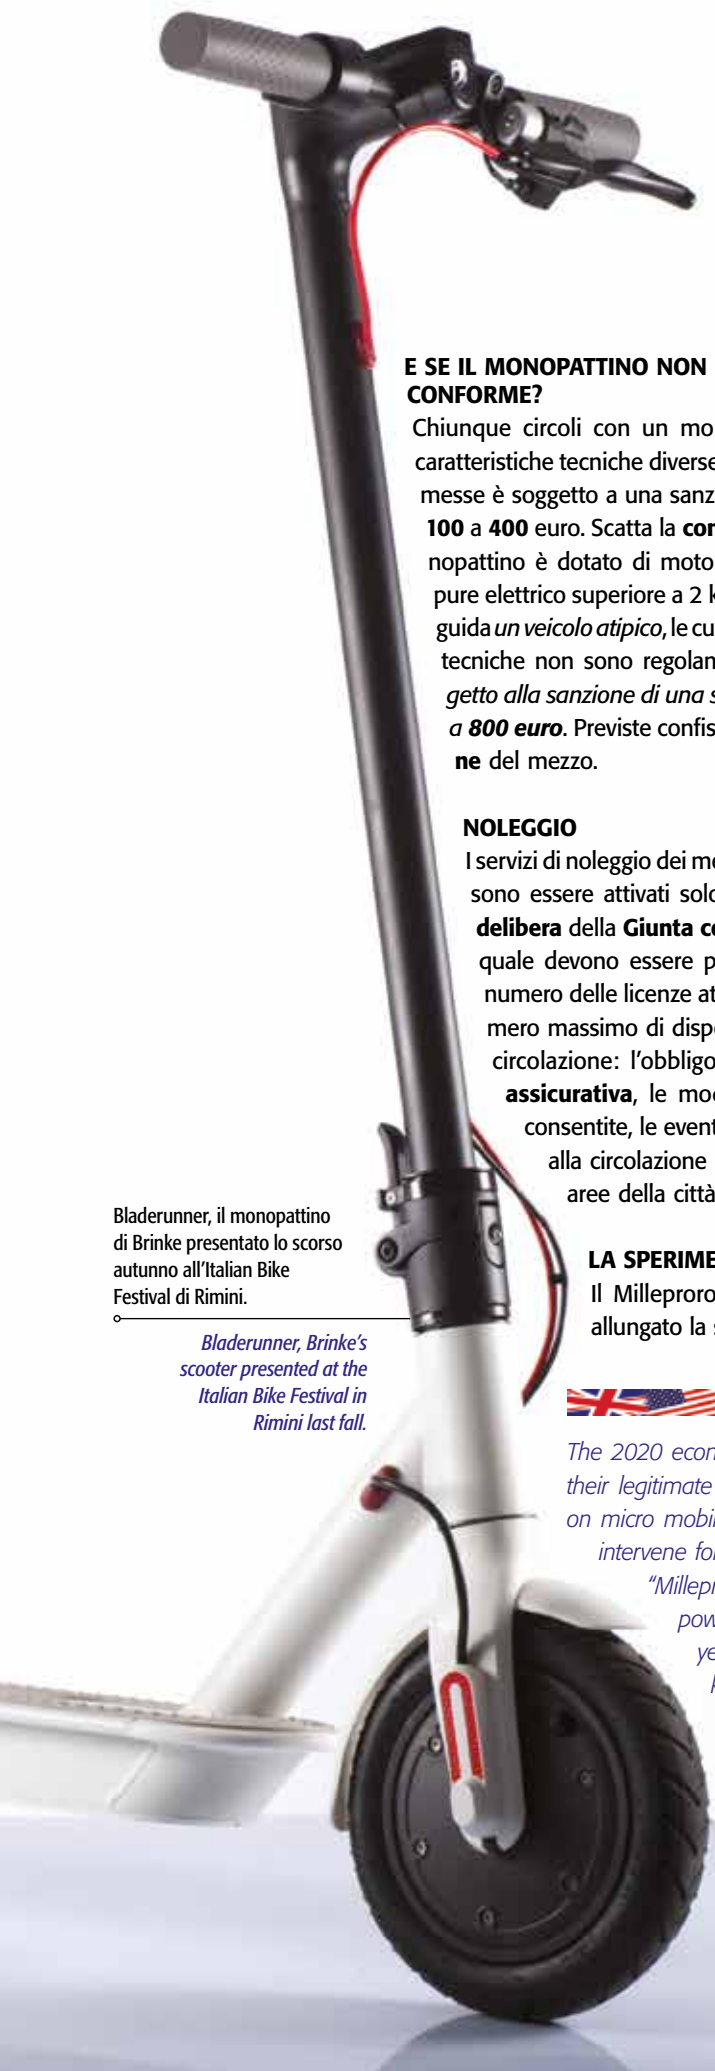 E SE IL MONOPATTINO NON
CONFORME?
Chiunque circoli con un mo
caratteristiche tecniche diverse
messe è soggetto a una sanz
100 a 400 euro. Scatta la con
nopattino è dotato di moto
pure elettrico superiore a 2 k
guida un veicolo atipico, le cu
tecniche non sono regolan
getto alla sanzione di una s
a 800 euro. Previste confis
ne del mezzo.
NOLEGGIO
I servizi di noleggio dei mo
sono essere attivati solo
delibera della Giunta co
quale devono essere p
numero delle licenze at
mero massimo di dispo
circolazione: l'obbligo
assicurativa, le mod
consentite, le event
alla circolazione
aree della città
LA SPERIME
Il Milleproro
allungato la s
Bladerunner, il monopattino
di Brinke presentato lo scorso
autunno all'Italian Bike
Festival di Rimini.
Bladerunner, Brinke's
scooter presented at the
Italian Bike Festival in
Rimini last fall.
The 2020 econ
their legitimate
on micro mobil
intervene for
"Millepr
pow
ye